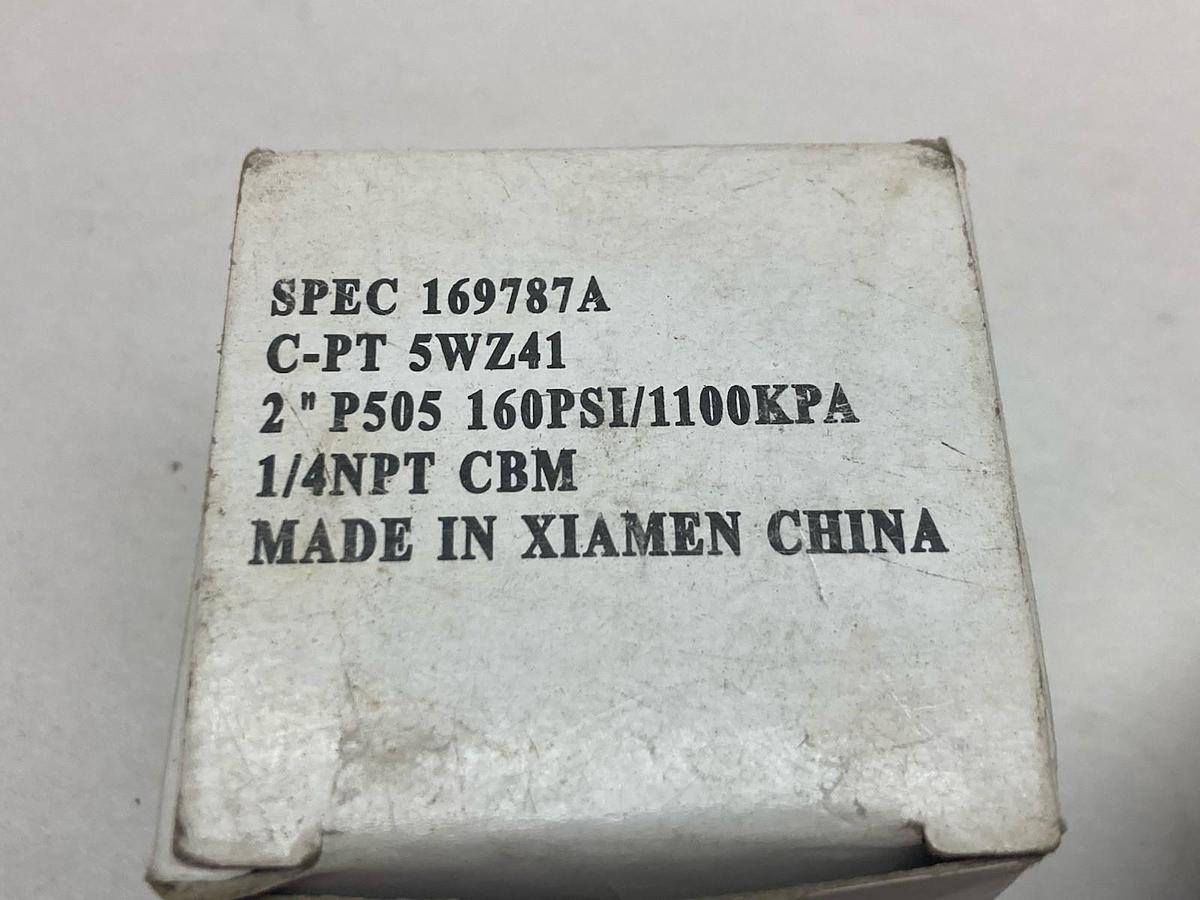 SPEC 169787A
C-PT 5WZ41
2" P505 160PSI/1100KPA
1/4NPT CBM
MADE IN XIAMEN CHINA